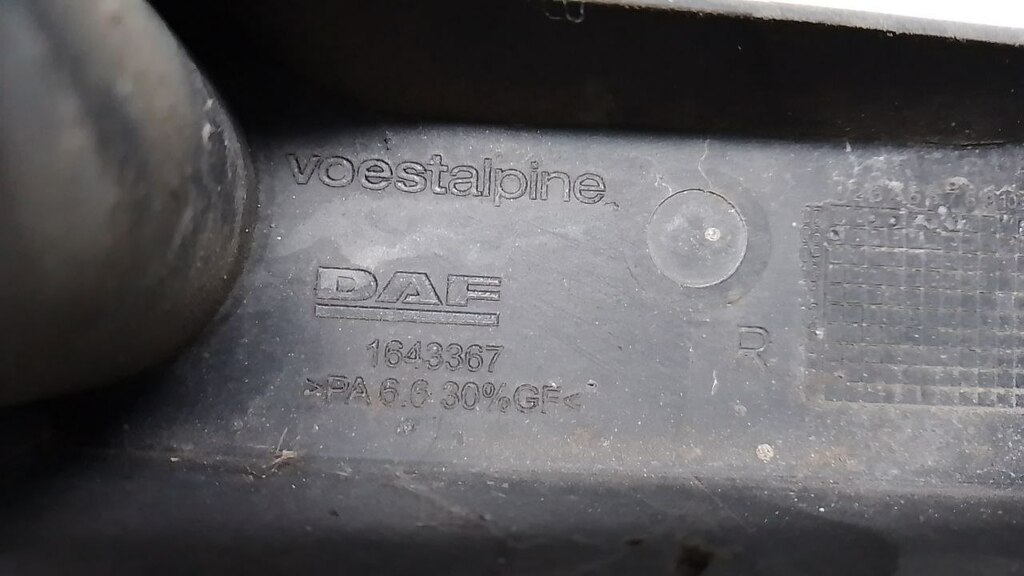 voestalpine
DAF
1643367
>PA 6.6 30%GF<
R